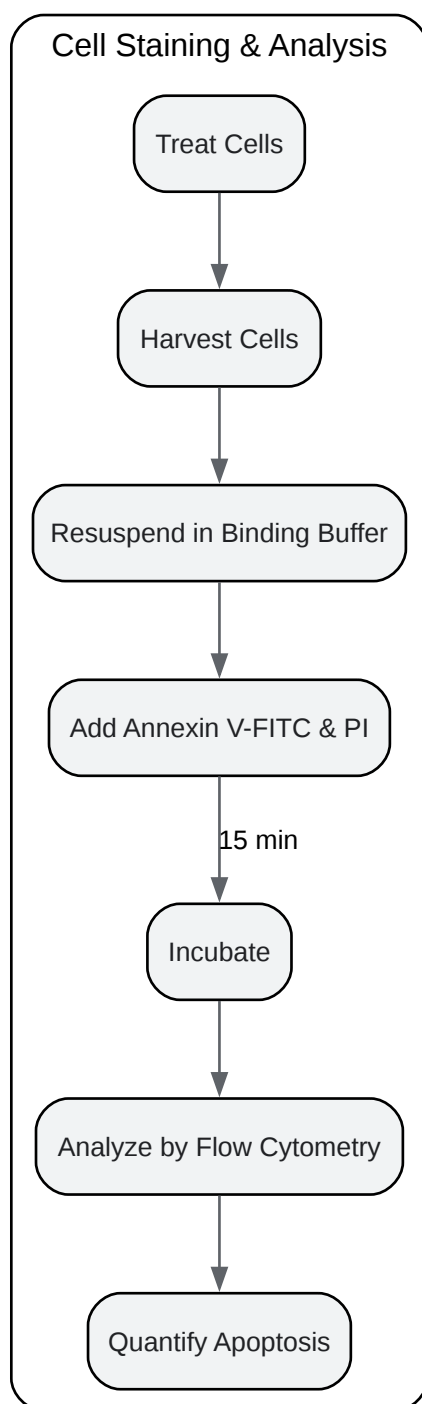 Cell Staining & Analysis
Treat Cells
Harvest Cells
Resuspend in Binding Buffer
Add Annexin V-FITC & PI
15 min
Incubate
Analyze by Flow Cytometry
Quantify Apoptosis